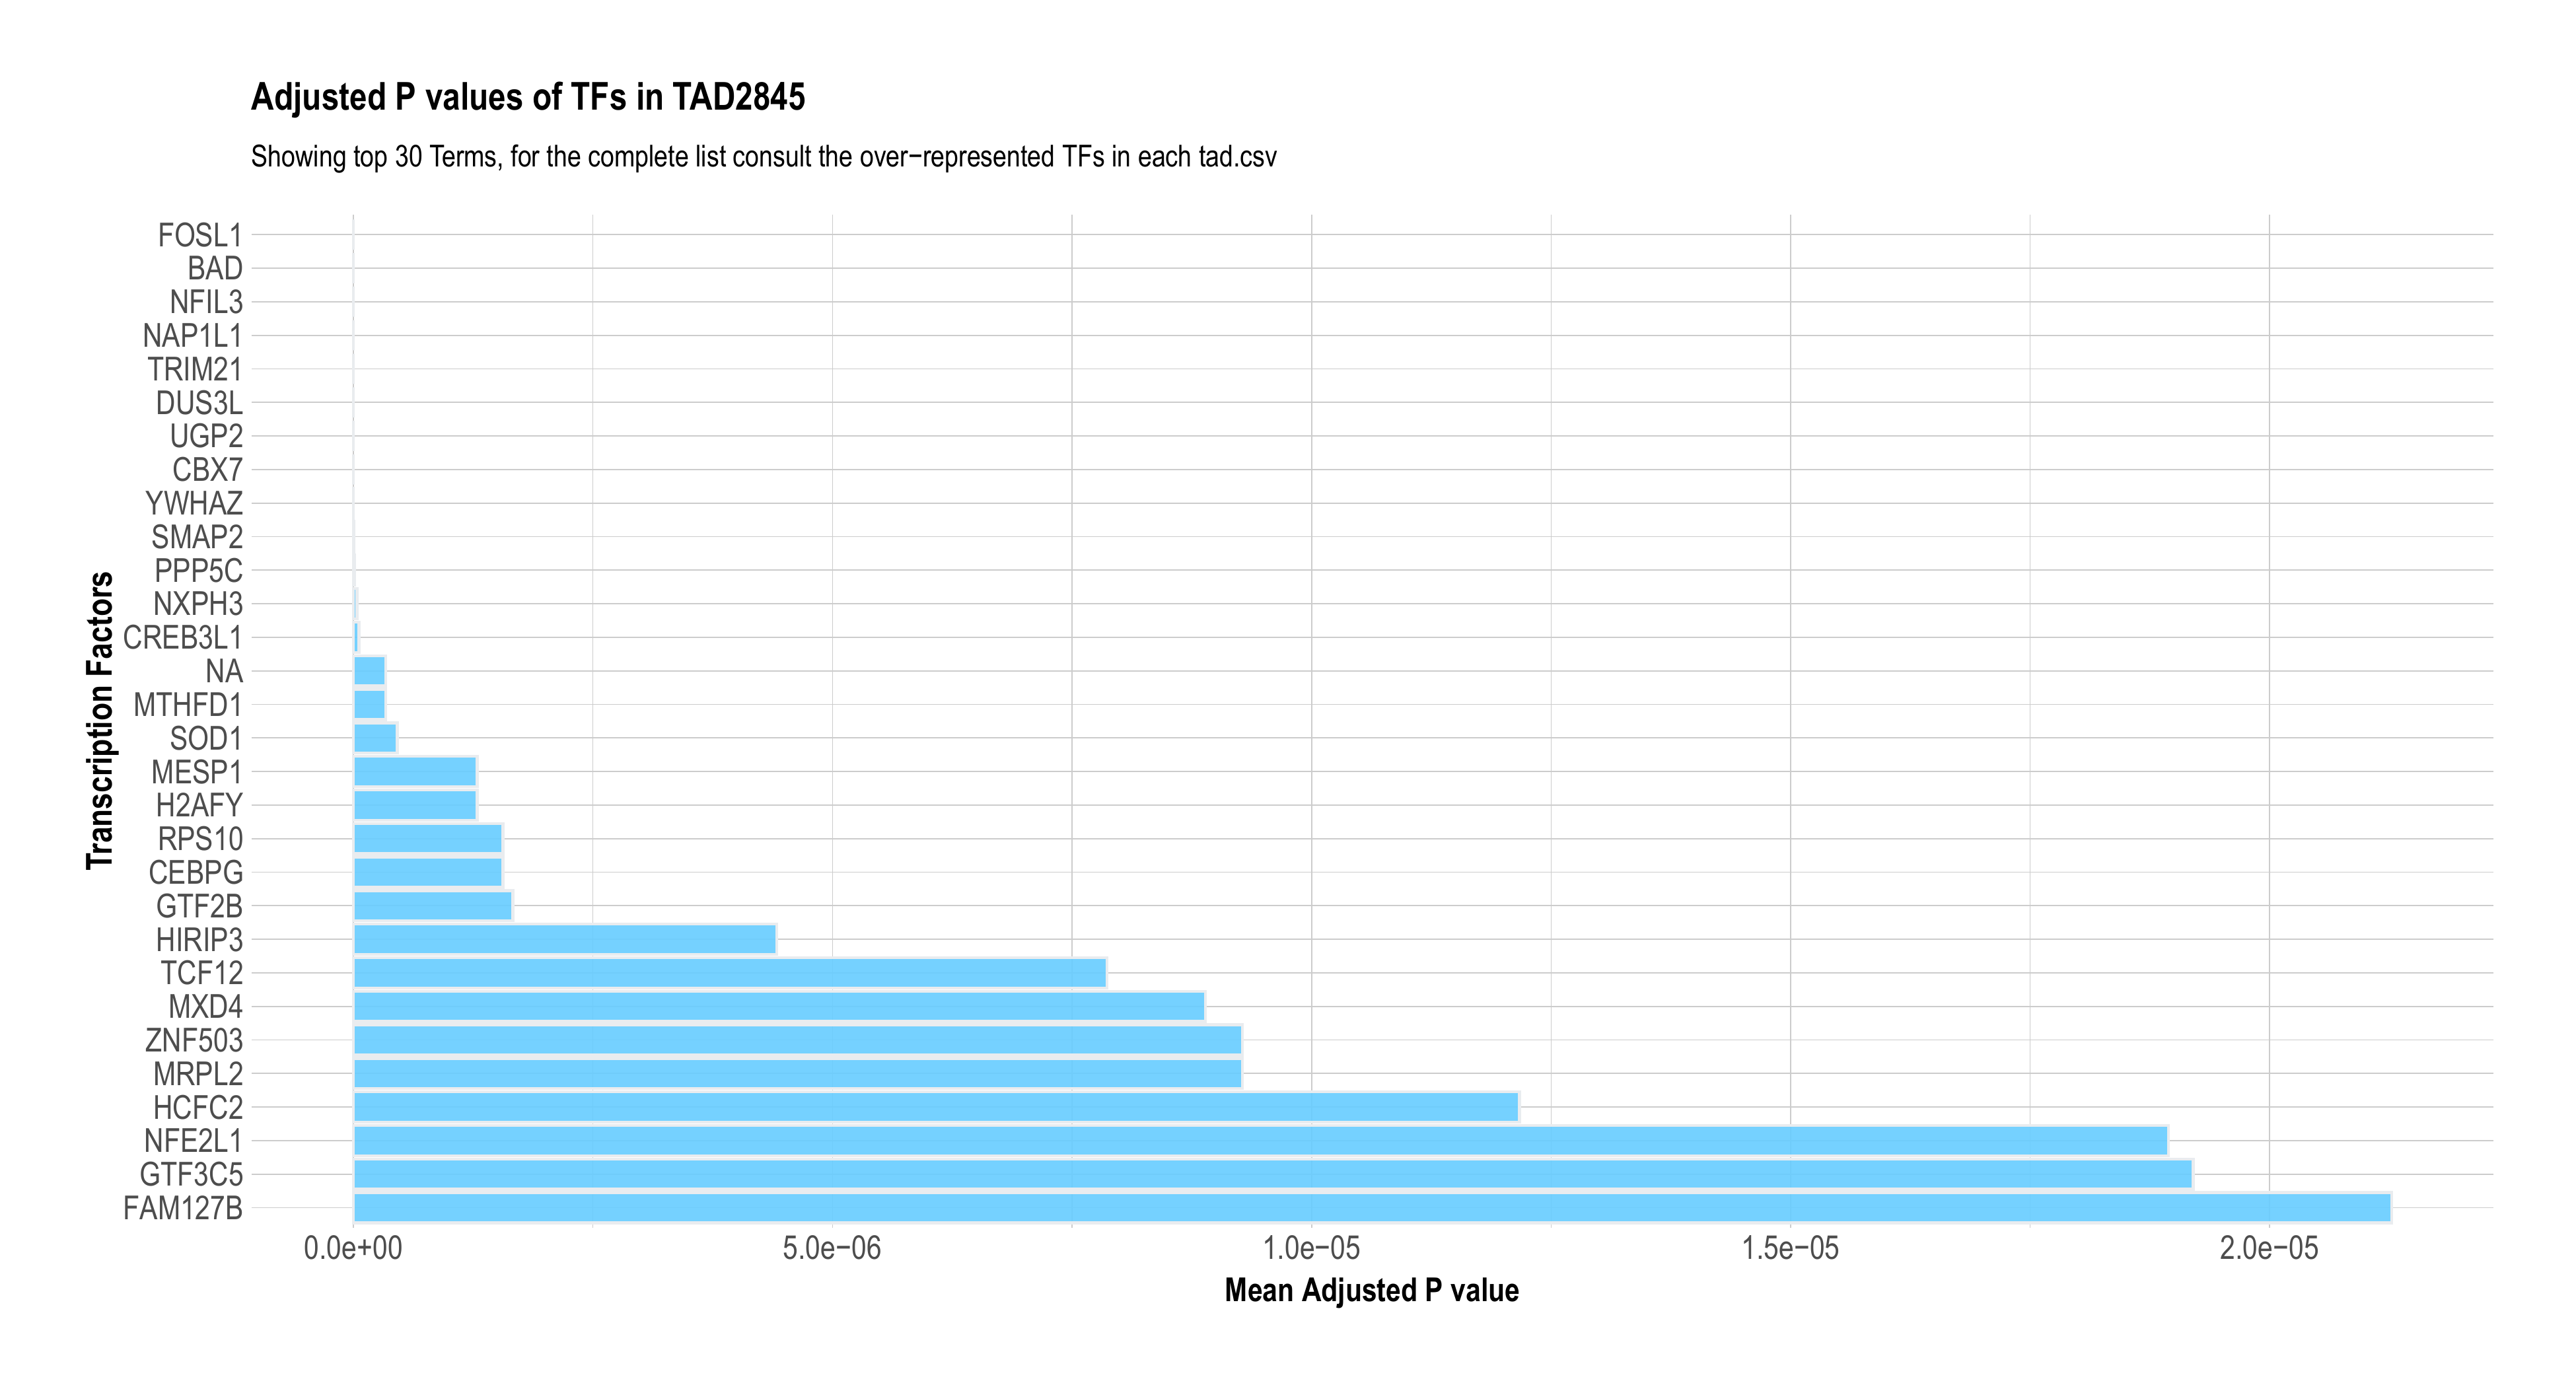 Adjusted P values of TFs in TAD2845
Showing top 30 Terms, for the complete list consult the over−represented TFs in each tad.csv
Transcription Factors
FOSL1
BAD
NFIL3
NAP1L1
TRIM21
DUS3L
UGP2
CBX7
YWHAZ
SMAP2
PPP5C
NXPH3
CREB3L1
NA
MTHFD1
SOD1
MESP1
H2AFY
RPS10
CEBPG
GTF2B
HIRIP3
TCF12
MXD4
ZNF503
MRPL2
HCFC2
NFE2L1
GTF3C5
FAM127B
0.0e+00 5.0e−06 1.0e−05 1.5e−05 2.0e−05
Mean Adjusted P value